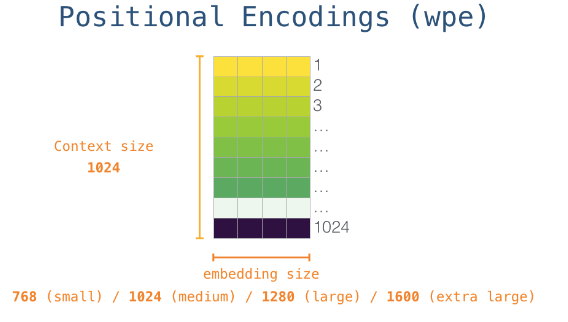 Positional Encodings (wpe)
1
2
3
...
Context size
1024
...
...
...
...
1024
embedding size
768 (small) / 1024 (medium) / 1280 (large) / 1600 (extra large)